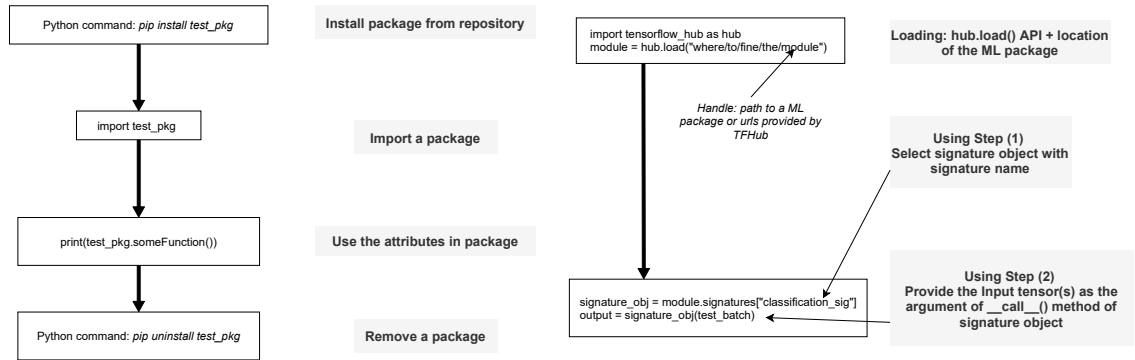 Python command: pip install test_pkg
Install package from repository
import test_pkg
Import a package
print(test_pkg.someFunction())
Use the attributes in package
Python command: pip uninstall test_pkg
Remove a package
import tensorflow_hub as hub
module = hub.load("where/to/fine/the/module")
Loading: hub.load() API + location
of the ML package
Handle: path to a ML
package or urls provided by
TFHub
Using Step (1)
Select signature object with
signature name
signature_obj = module.signatures["classification_sig"]
output = signature_obj(test_batch)
Using Step (2)
Provide the Input tensor(s) as the
argument of __call__() method of
signature object